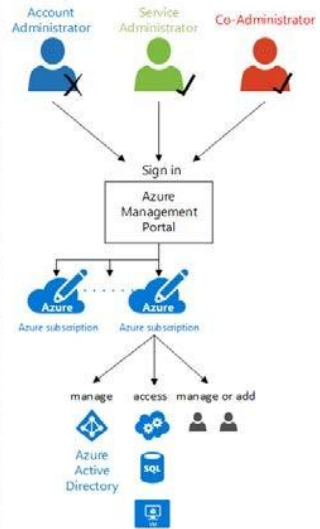 Account Administrator
Service Administrator
Co-Administrator
Sign in
Azure
Management
Portal
Azure
Azure
Azure subscription
Azure subscription
manage
access
manage or add
Azure
Active
Directory
SQL
VM